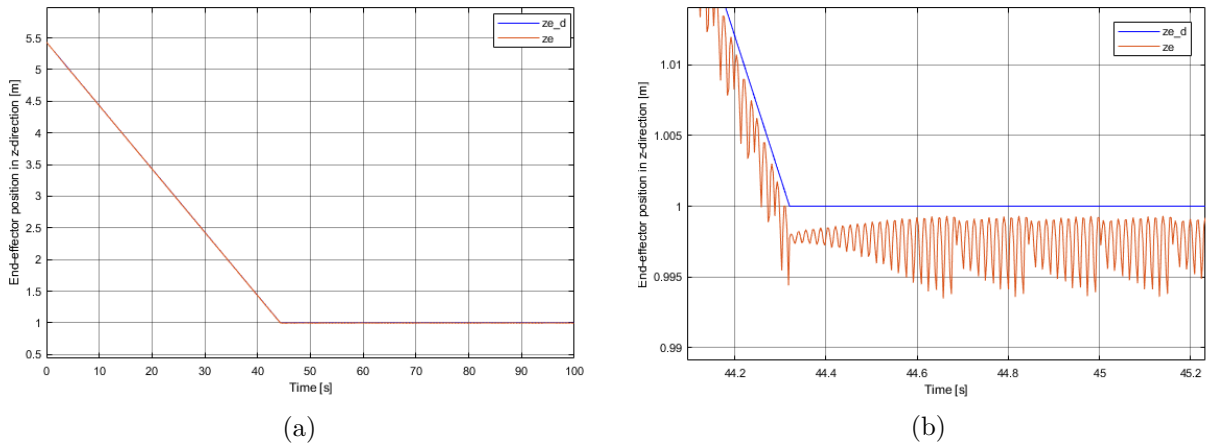 End-effector position in z-direction [m]
5.5
5
4.5
4
3.5
3
2.5
2
1.5
1
0.5
0 10 20 30 40 50 60 70 80 90 100
Time [s]
ze_d
ze
(a)
End-effector position in z-direction [m]
1.01
1.005
1
0.995
0.99
44.2 44.4 44.6 44.8 45 45.2
Time [s]
ze_d
ze
(b)